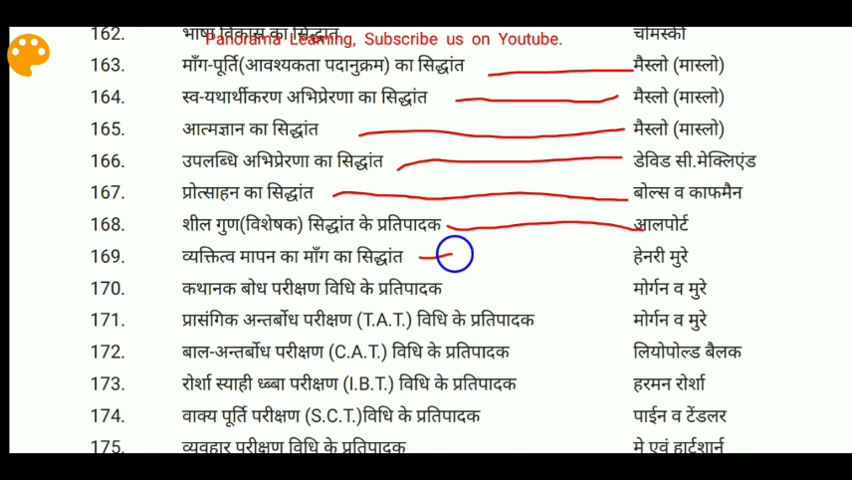 162. भाषा विकास का सिद्धांत चॉमस्की
Panorama Learning, Subscribe us on Youtube.
163. माँग-पूर्ति(आवश्यकता पदानुक्रम) का सिद्धांत मैस्लो (मास्लो)
164. स्व-यथार्थीकरण अभिप्रेरणा का सिद्धांत मैस्लो (मास्लो)
165. आत्मज्ञान का सिद्धांत मैस्लो (मास्लो)
166. उपलब्धि अभिप्रेरणा का सिद्धांत डेविड सी.मेक्लिएंड
167. प्रोत्साहन का सिद्धांत बोल्स व काफमैन
168. शील गुण(विशेषक) सिद्धांत के प्रतिपादक आलपोर्ट
169. व्यक्तित्व मापन का माँग का सिद्धांत हेनरी मुरे
170. कथानक बोध परीक्षण विधि के प्रतिपादक मोर्गन व मुरे
171. प्रासंगिक अन्तर्बोध परीक्षण (T.A.T.) विधि के प्रतिपादक मोर्गन व मुरे
172. बाल-अन्तर्बोध परीक्षण (C.A.T.) विधि के प्रतिपादक लियोपोल्ड बैलक
173. रोर्शा स्याही ध्ब्बा परीक्षण (I.B.T.) विधि के प्रतिपादक हरमन रोर्शा
174. वाक्य पूर्ति परीक्षण (S.C.T.)विधि के प्रतिपादक पाईन व टेंडलर
175. व्यवहार परीक्षण विधि के प्रतिपादक मे एवं हार्टशार्न